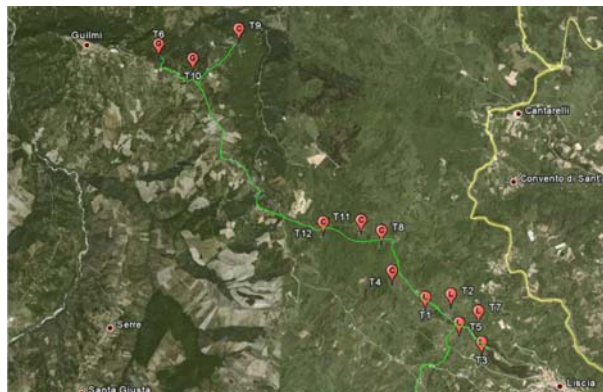 T9
T6
Guilmi
G
G
G
T10
Cantarelli
Convento di Sant'
T11
C
C
C
T8
T12
C
T4
T2
L
L
T7
T1
L
T5
T3
Serre
Liscia
Santa Giusta